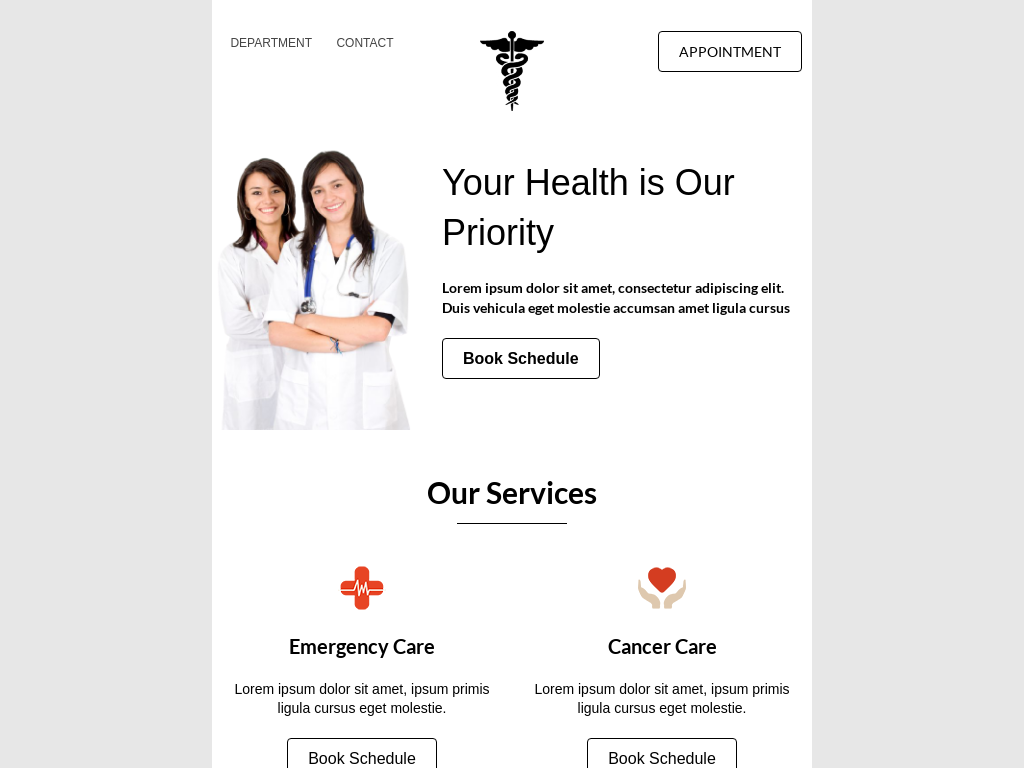 DEPARTMENT CONTACT
APPOINTMENT
Your Health is Our
Priority
Lorem ipsum dolor sit amet, consectetur adipiscing elit.
Duis vehicula eget molestie accumsan amet ligula cursus
Book Schedule
Our Services
Emergency Care
Lorem ipsum dolor sit amet, ipsum primis
ligula cursus eget molestie.
Book Schedule
Cancer Care
Lorem ipsum dolor sit amet, ipsum primis
ligula cursus eget molestie.
Book Schedule